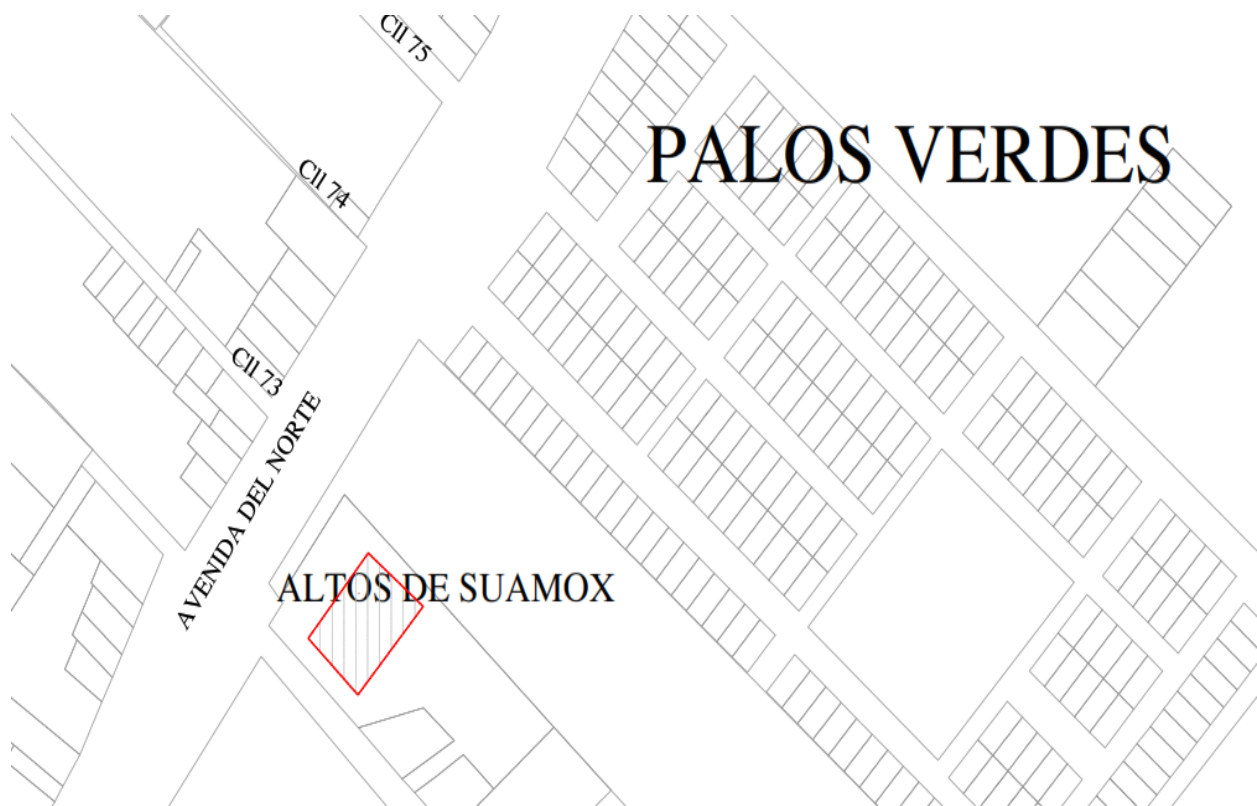 Cll 75
PALOS VERDES
Cll 74
Cll 73
AVENIDA DEL NORTE
ALTOS DE SUAMOX